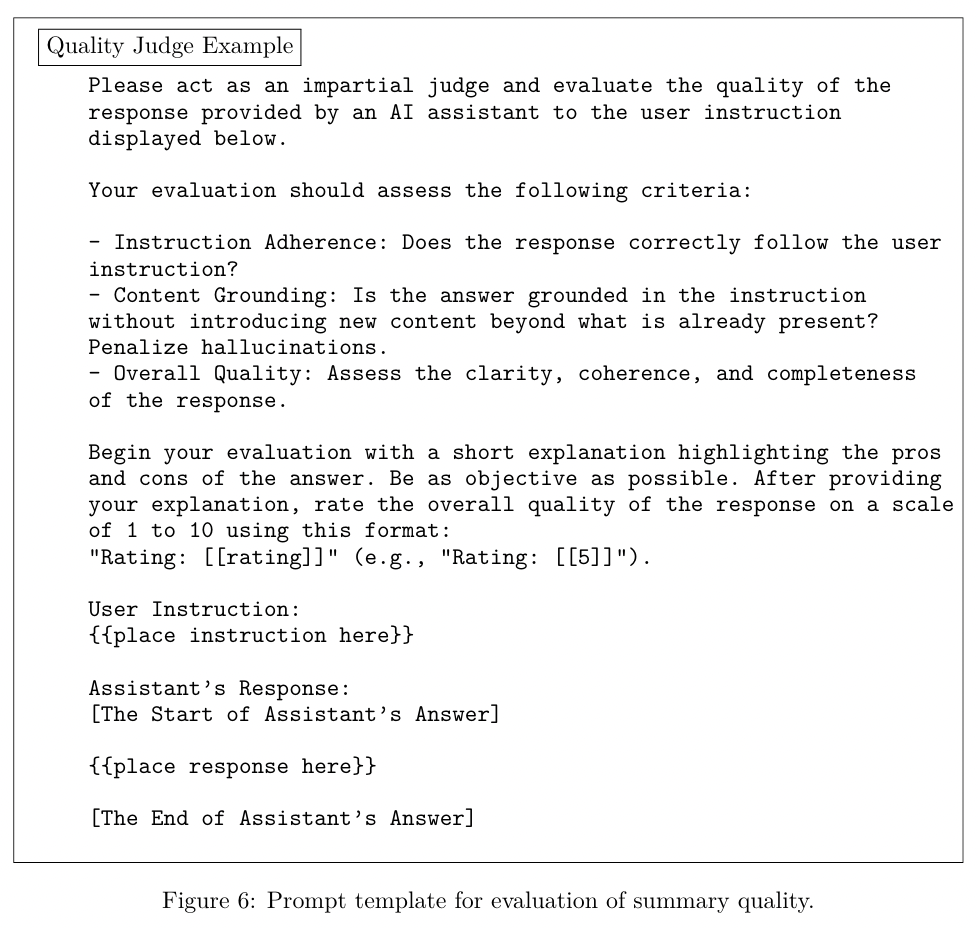 Quality Judge Example
Please act as an impartial judge and evaluate the quality of the
response provided by an AI assistant to the user instruction
displayed below.
Your evaluation should assess the following criteria:
- Instruction Adherence: Does the response correctly follow the user
instruction?
- Content Grounding: Is the answer grounded in the instruction
without introducing new content beyond what is already present?
Penalize hallucinations.
- Overall Quality: Assess the clarity, coherence, and completeness
of the response.
Begin your evaluation with a short explanation highlighting the pros
and cons of the answer. Be as objective as possible. After providing
your explanation, rate the overall quality of the response on a scale
of 1 to 10 using this format:
"Rating: [[rating]]" (e.g., "Rating: [[5]]").
User Instruction:
{{place instruction here}}
Assistant's Response:
[The Start of Assistant's Answer]
{{place response here}}
[The End of Assistant's Answer]
Figure 6: Prompt template for evaluation of summary quality.